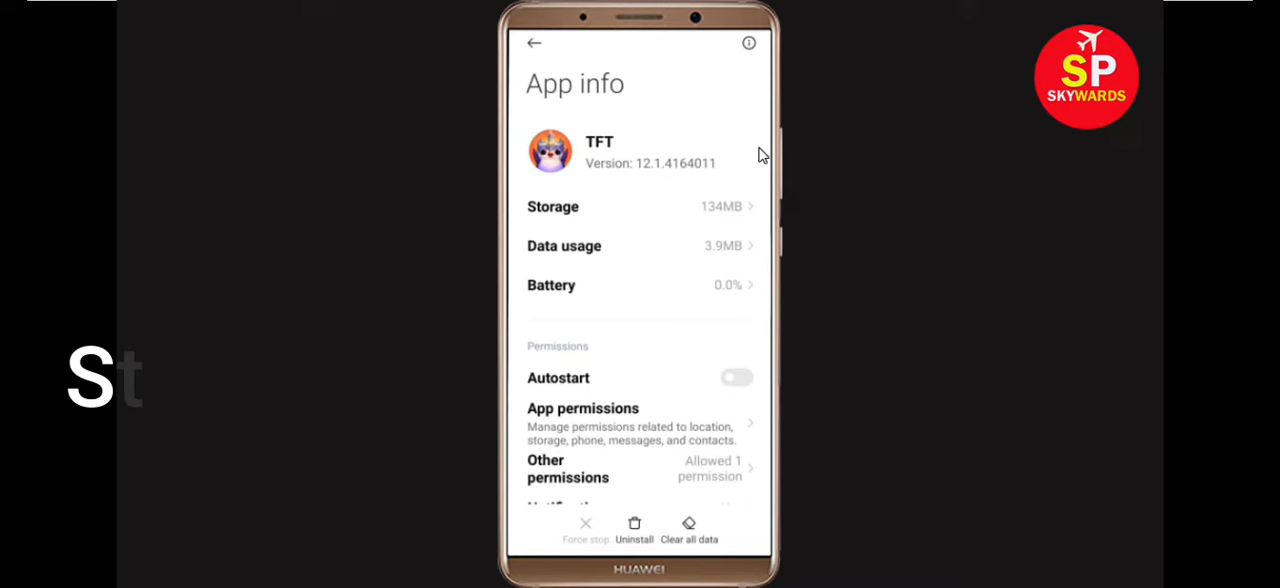 SP
SKYWARDS
App info
TFT
Version: 12.1.4164011
Storage 134MB
Data usage 3.9MB
Battery 0.0%
Permissions
Autostart
App permissions
Manage permissions related to location,
storage, phone, messages, and contacts.
Other permissions
Allowed 1 permission
Force stop Uninstall Clear all data
HUAWEI
St